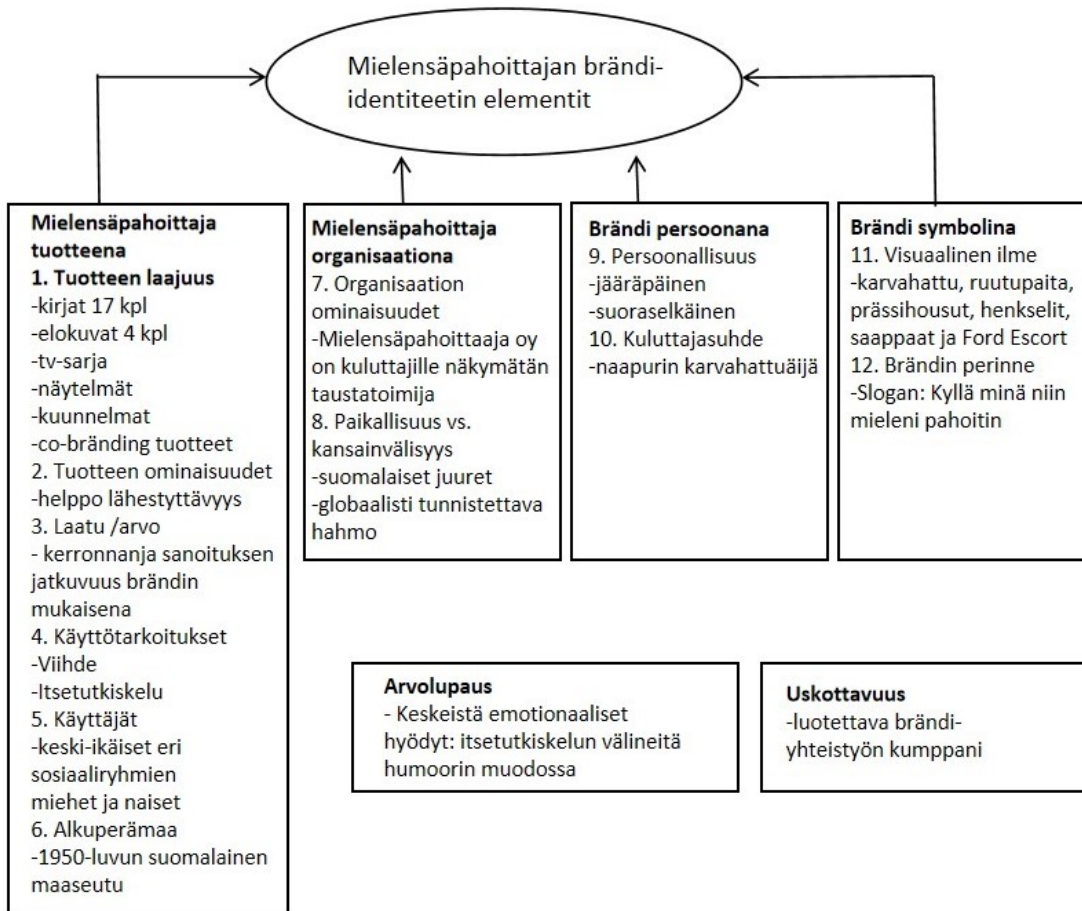 Mielensäpahoittajan brändi-
identiteetin elementit
Mielensäpahoittaja
tuotteena
1. Tuotteen laajuus
-kirjat 17 kpl
-elokuvat 4 kpl
-tv-sarja
-näytelmät
-kuunnelmat
-co-bränding tuotteet
2. Tuotteen ominaisuudet
-helppo lähestyttävyys
3. Laatu /arvo
- kerronnanja sanoituksen
jatkuvuus brändin
mukaisena
4. Käyttötarkoitukset
-Viihde
-Itsetutkiskelu
5. Käyttäjät
-keski-ikäiset eri
sosiaaliryhmien
miehet ja naiset
6. Alkuperämaa
-1950-luvun suomalainen
maaseutu
Mielensäpahoittaja
organisaationa
7. Organisaation
ominaisuudet
-Mielensäpahoittaaja oy
on kuluttajille näkymätän
taustatoimija
8. Paikallisuus vs.
kansainvälisyys
-suomalaiset juuret
-globaalisti tunnistettava
hahmo
Brändi persoonana
9. Persoonallisuus
-jääräpäinen
-suoraselkäinen
10. Kuluttajasuhde
-naapurin karvahattuäijä
Brändi symbolina
11. Visuaalinen ilme
-karvahattu, ruutupaita,
prässihousut, henkselit,
saappaat ja Ford Escort
12. Brändin perinne
-Slogan: Kyllä minä niin
mieleni pahoitin
Arvolupaus
- Keskeistä emotionaaliset
hyödyt: itsetutkiskelun välineitä
humoorin muodossa
Uskottavuus
-luotettava brändi-
yhteistyön kumppani